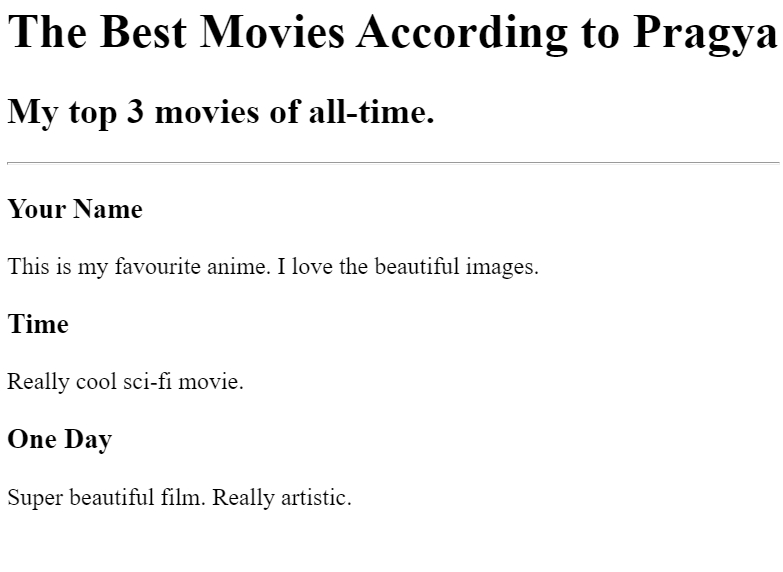 The Best Movies According to Pragya
My top 3 movies of all-time.
Your Name
This is my favourite anime. I love the beautiful images.
Time
Really cool sci-fi movie.
One Day
Super beautiful film. Really artistic.